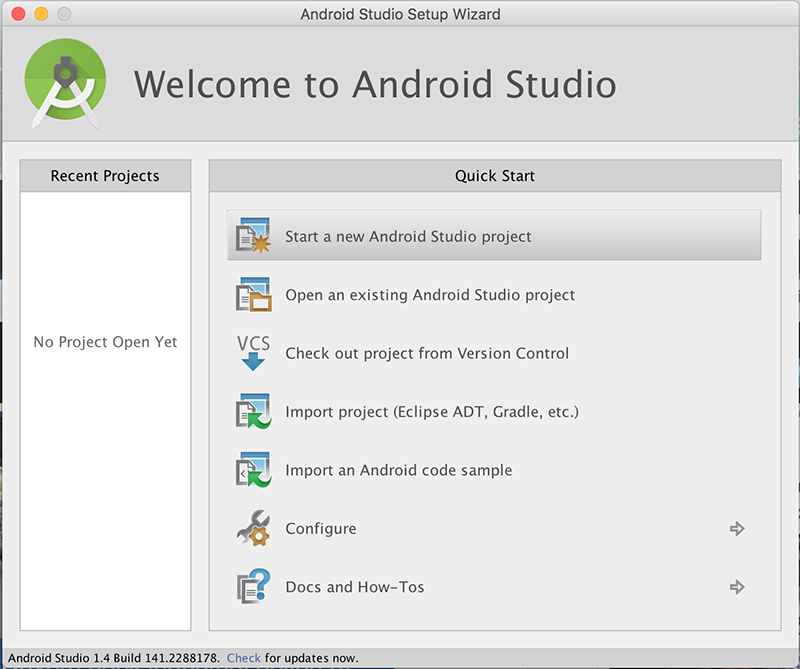 Android Studio Setup Wizard
Welcome to Android Studio
Recent Projects
No Project Open Yet
Quick Start
Start a new Android Studio project
Open an existing Android Studio project
VCS
Check out project from Version Control
Import project (Eclipse ADT, Gradle, etc.)
Import an Android code sample
Configure
Docs and How-Tos
Android Studio 1.4 Build 141.2288178. Check for updates now.